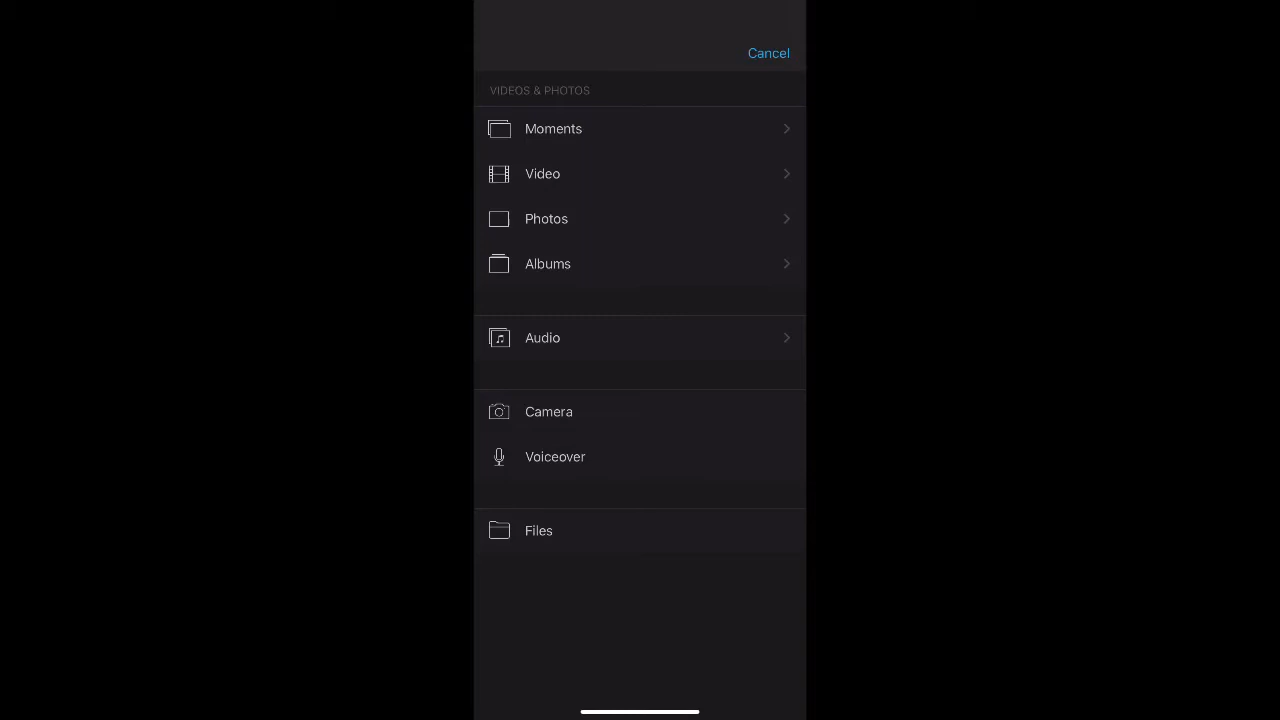 Cancel
VIDEOS & PHOTOS
Moments
Video
Photos
Albums
Audio
Camera
Voiceover
Files